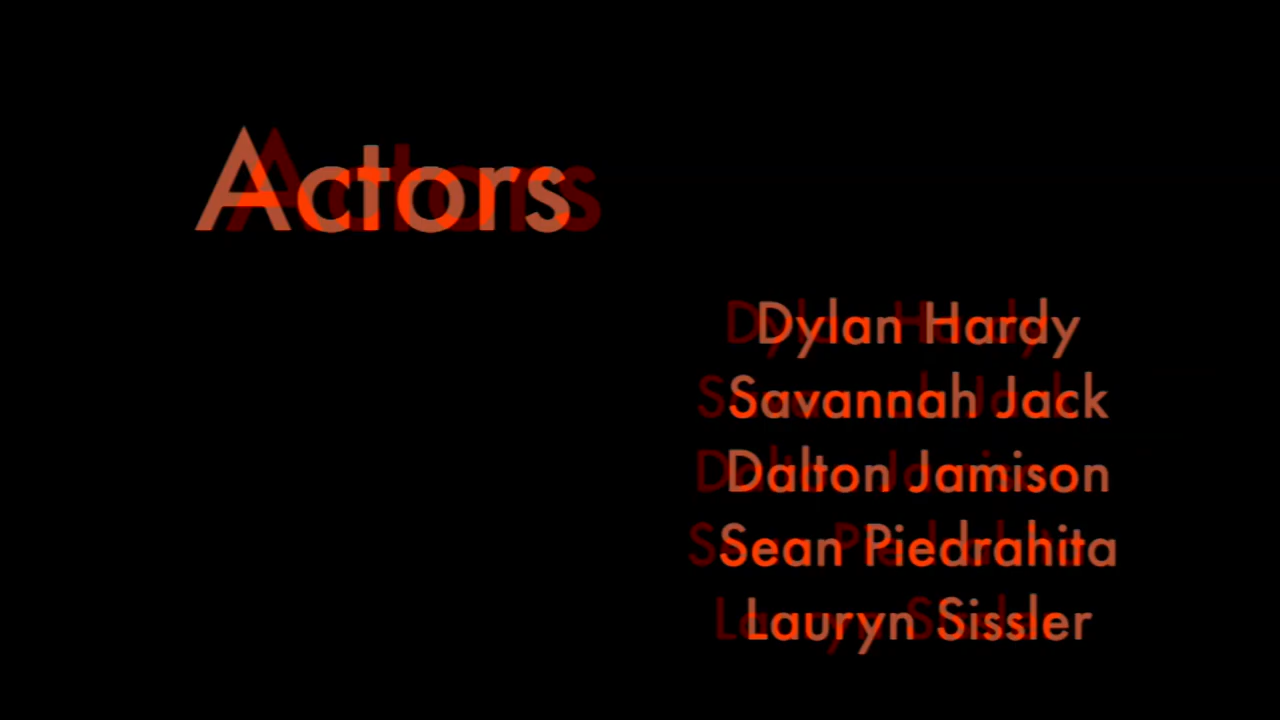 Actors
Dylan Hardy
Savannah Jack
Dalton Jamison
Sean Piedrahita
Lauryn Sissler